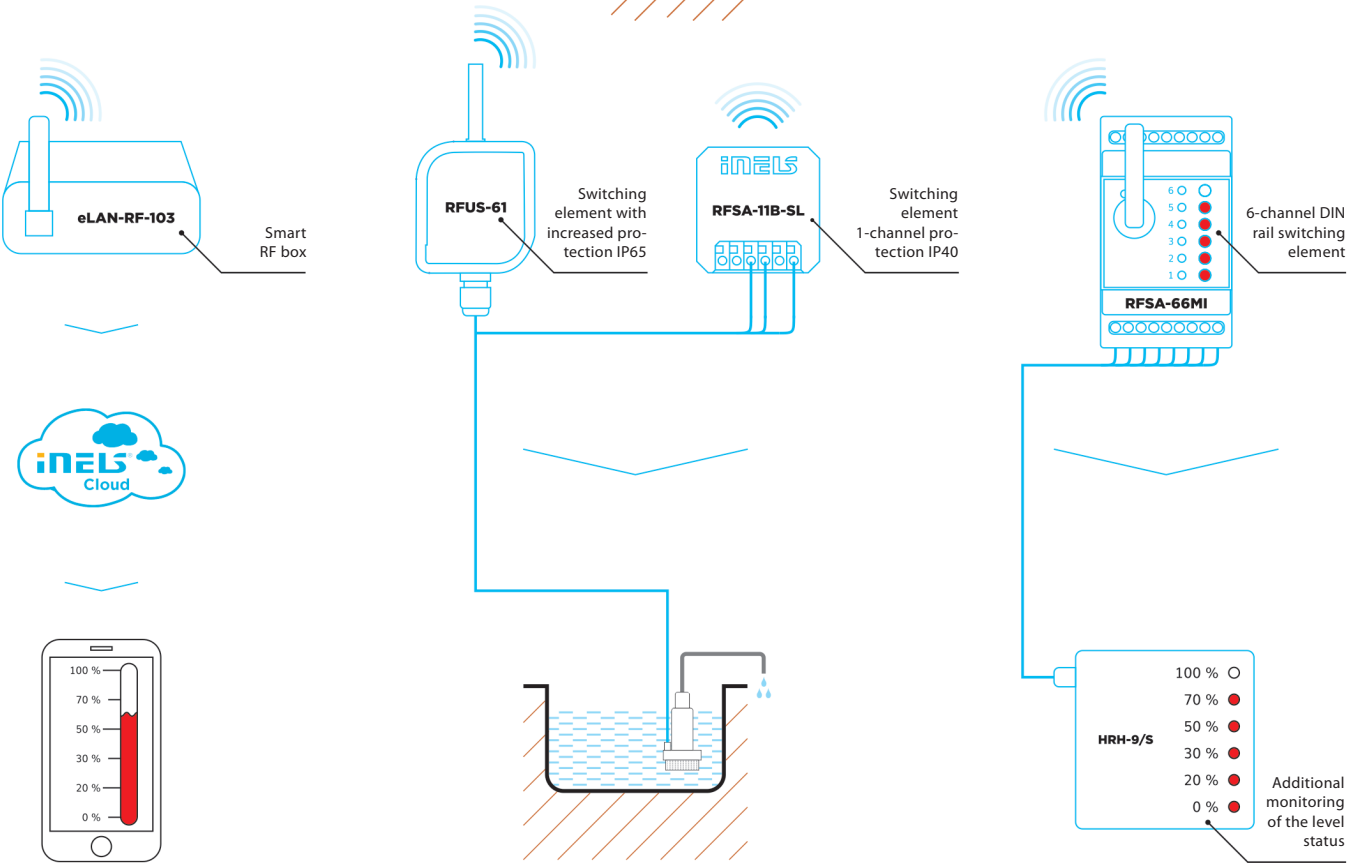 eLAN-RF-103
Smart
RF box
RFUS-61
Switching
element with
increased pro-
tection IP65
iNELS
RFSA-11B-SL
Switching
element
1-channel pro-
tection IP40
6
5
4
3
2
1
RFSA-66MI
6-channel DIN
rail switching
element
iNELS
Cloud
100 %
70 %
50 %
30 %
20 %
0 %
HRH-9/S
100 %
70 %
50 %
30 %
20 %
0 %
Additional
monitoring
of the level
status